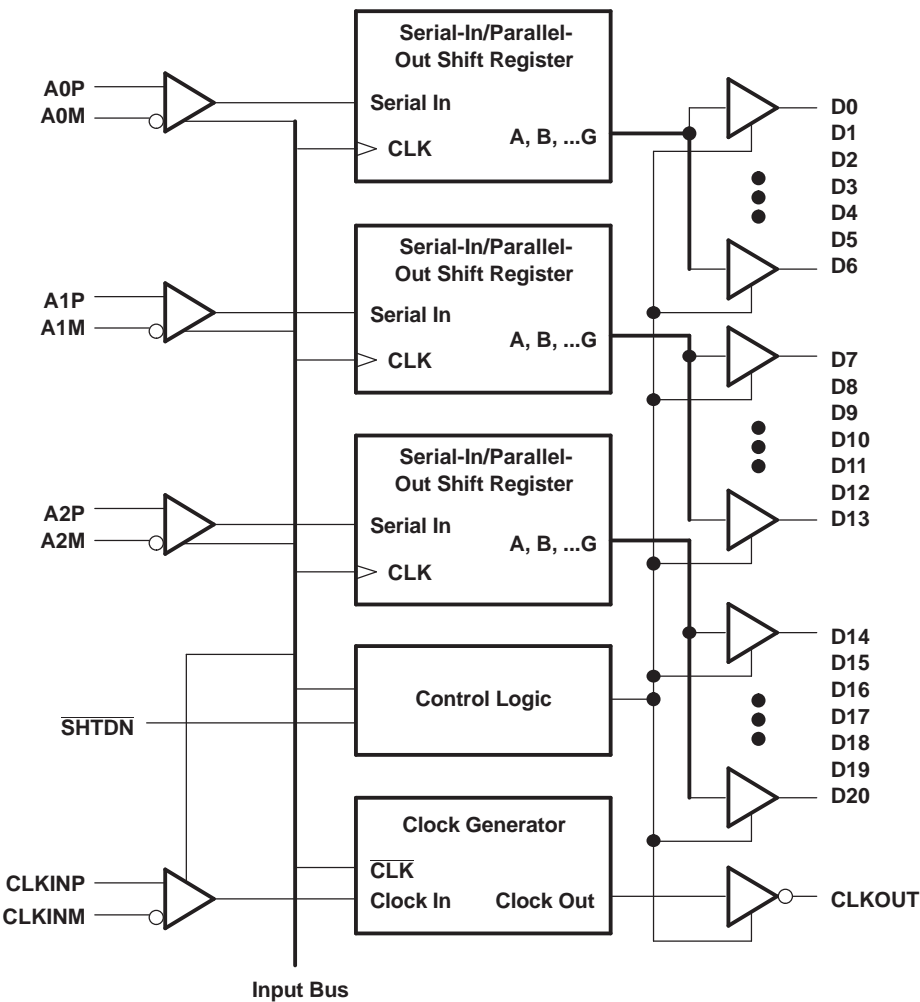 Serial-In/Parallel-
Out Shift Register
A0P
A0M
Serial In
CLK
A, B, ...G
D0
D1
D2
D3
D4
D5
D6
Serial-In/Parallel-
Out Shift Register
A1P
A1M
Serial In
CLK
A, B, ...G
D7
D8
D9
D10
D11
D12
D13
Serial-In/Parallel-
Out Shift Register
A2P
A2M
Serial In
CLK
A, B, ...G
D14
D15
D16
D17
D18
D19
D20
SHTDN
Control Logic
Clock Generator
CLKINP
CLKINM
CLK
Clock In
Clock Out
CLKOUT
Input Bus